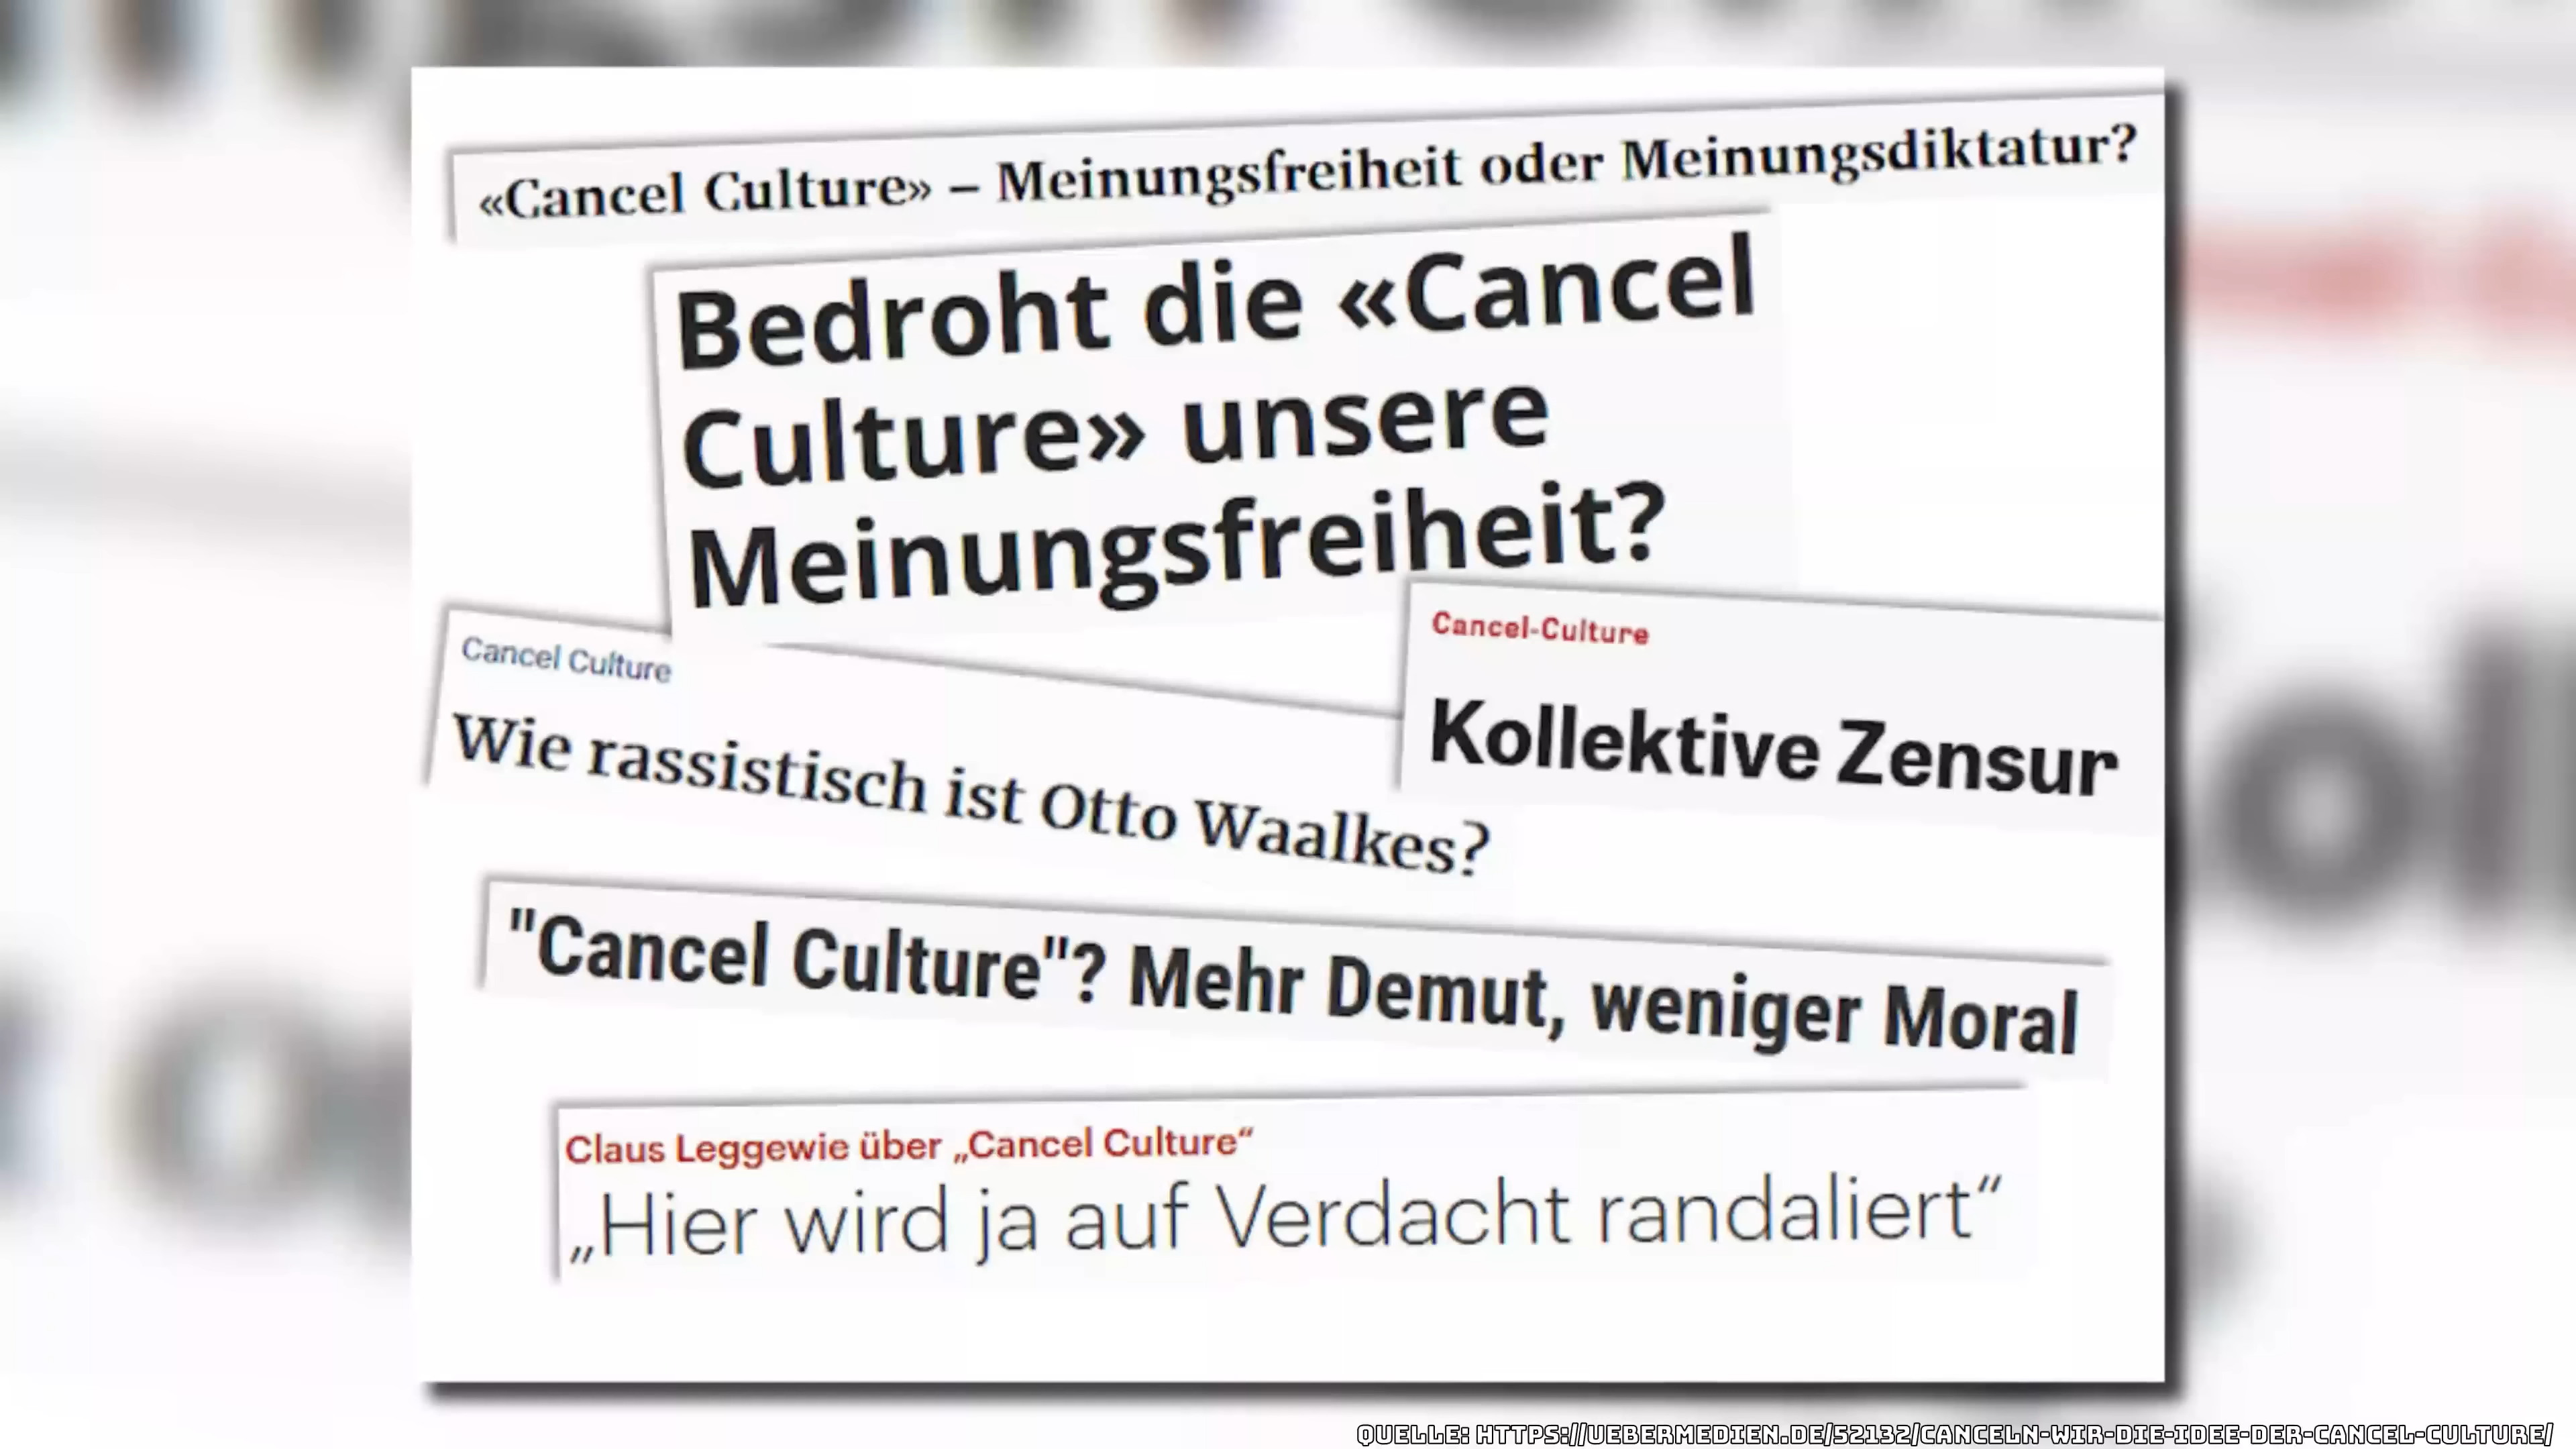 «Cancel Culture» – Meinungsfreiheit oder Meinungsdiktatur?
Bedroht die «Cancel
Culture» unsere
Meinungsfreiheit?
Cancel-Culture
Kollektive Zensur
Cancel Culture
Wie rassistisch ist Otto Waalkes?
"Cancel Culture"? Mehr Demut, weniger Moral
Claus Leggewie über „Cancel Culture“
„Hier wird ja auf Verdacht randaliert“
QUELLE: HTTPS://UEBERMEDIEN.DE/52132/CANCELN-WIR-DIE-IDEE-DER-CANCEL-CULTURE/